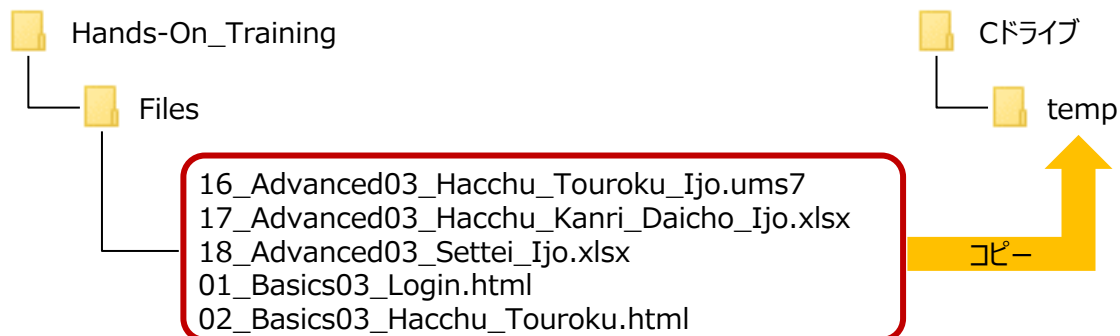 Hands-On_Training
Files
16_Advanced03_Hacchu_Touroku_Ijo.ums7
17_Advanced03_Hacchu_Kanri_Daicho_Ijo.xlsx
18_Advanced03_Settei_Ijo.xlsx
01_Basics03_Login.html
02_Basics03_Hacchu_Touroku.html
コピー
Cドライブ
temp